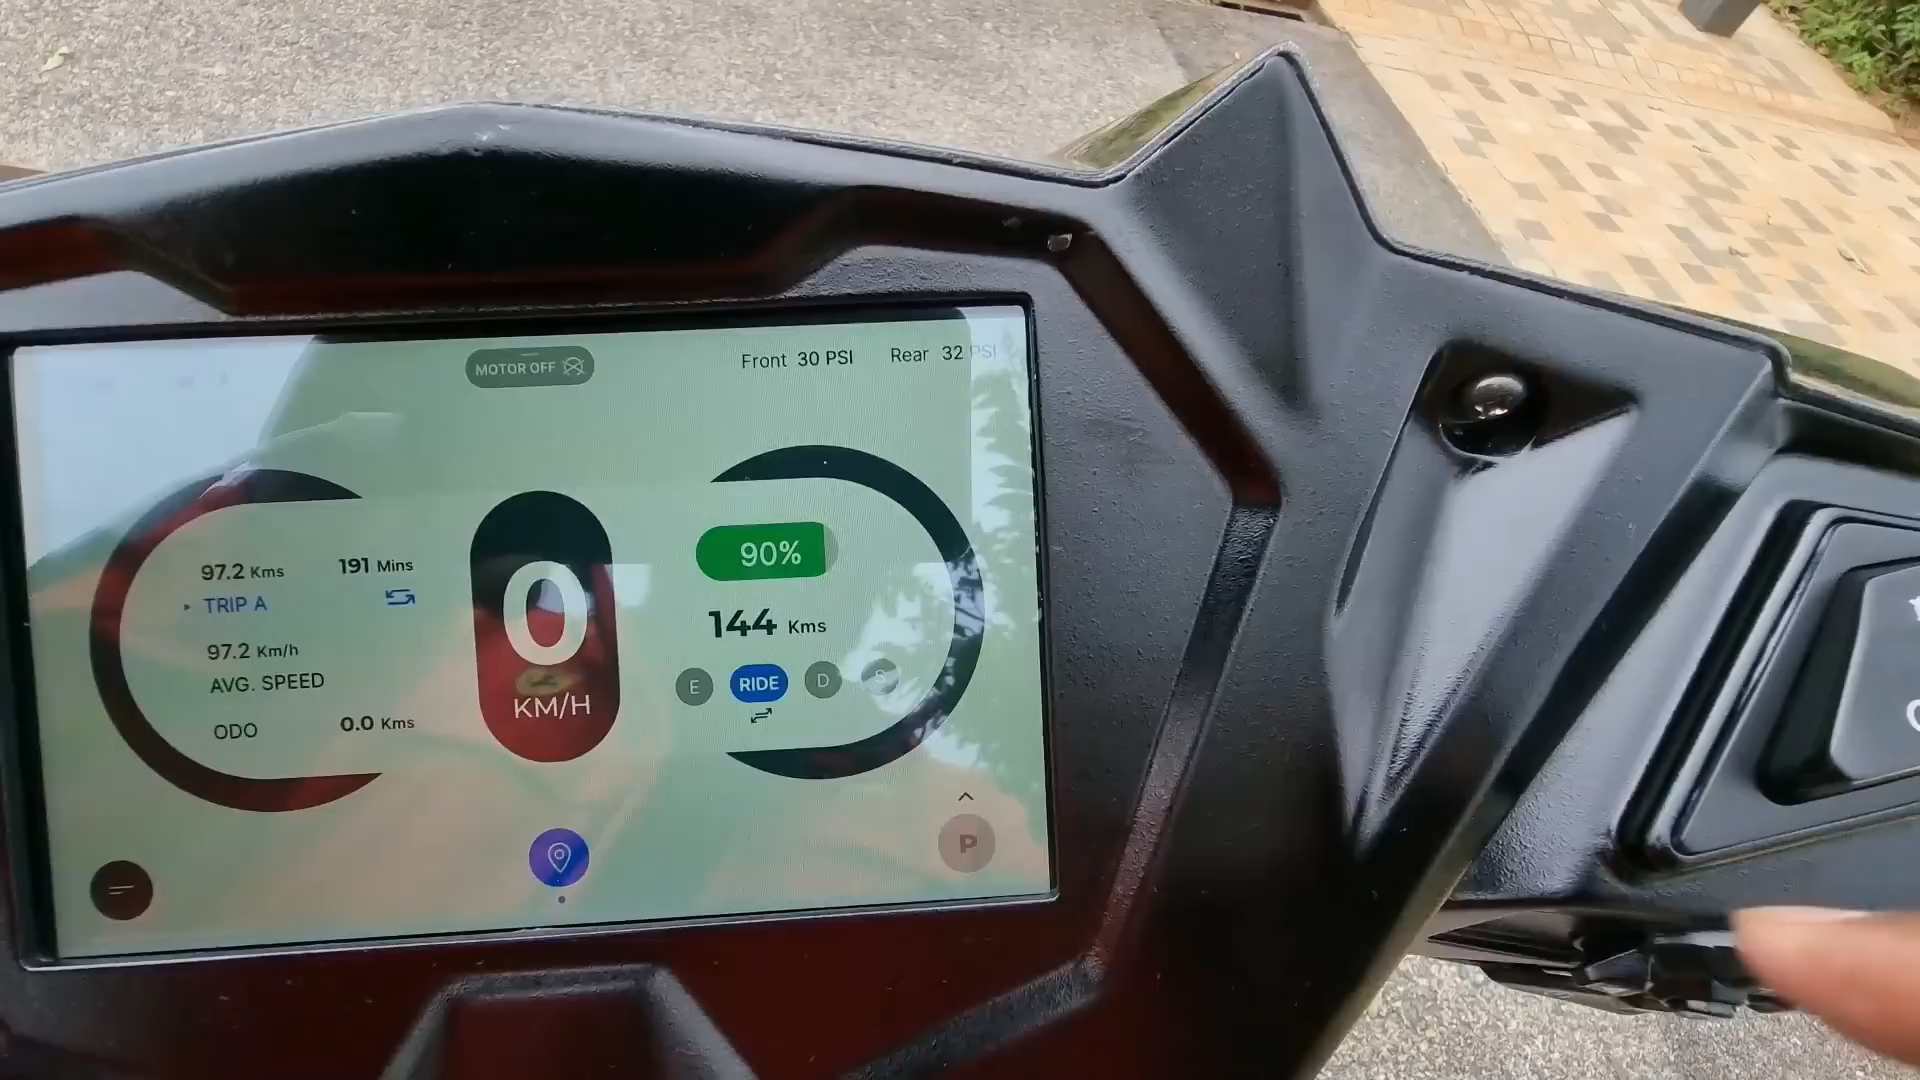 MOTOR OFF
Front 30 PSI Rear 32 PSI
97.2 Kms 191 Mins
TRIP A
97.2 Km/h
AVG. SPEED
ODO 0.0 Kms
0
KM/H
90%
144 Kms
E RIDE D S
P